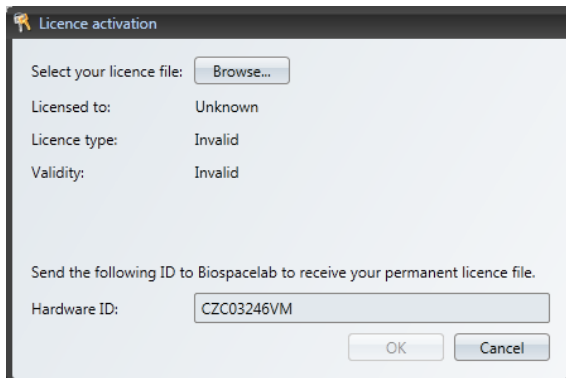 Licence activation
Select your licence file: Browse...
Licensed to: Unknown
Licence type: Invalid
Validity: Invalid
Send the following ID to Biospacelab to receive your permanent licence file.
Hardware ID: CZC03246VM
OK Cancel